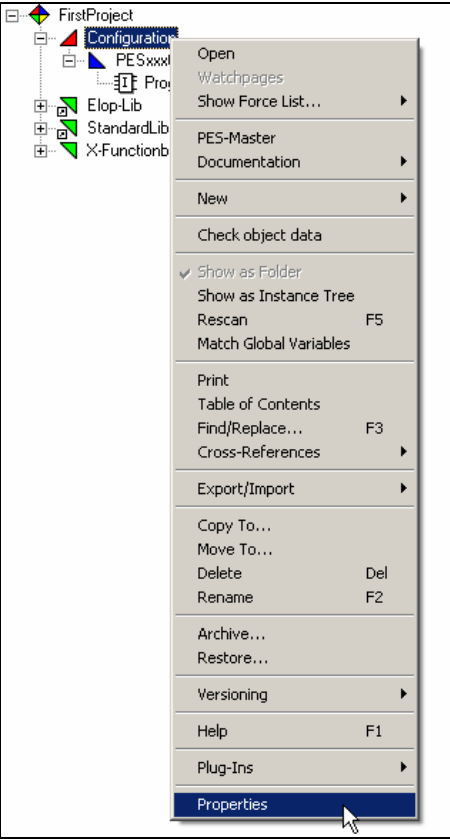 FirstProject
Configuration
Open
PESxxx
Watchpages
Pro
Show Force List...
Elop-Lib
StandardLib
PES-Master
X-Functionb
Documentation
New
Check object data
Show as Folder
Show as Instance Tree
Rescan F5
Match Global Variables
Print
Table of Contents
Find/Replace... F3
Cross-References
Export/Import
Copy To...
Move To...
Delete Del
Rename F2
Archive...
Restore...
Versioning
Help F1
Plug-Ins
Properties